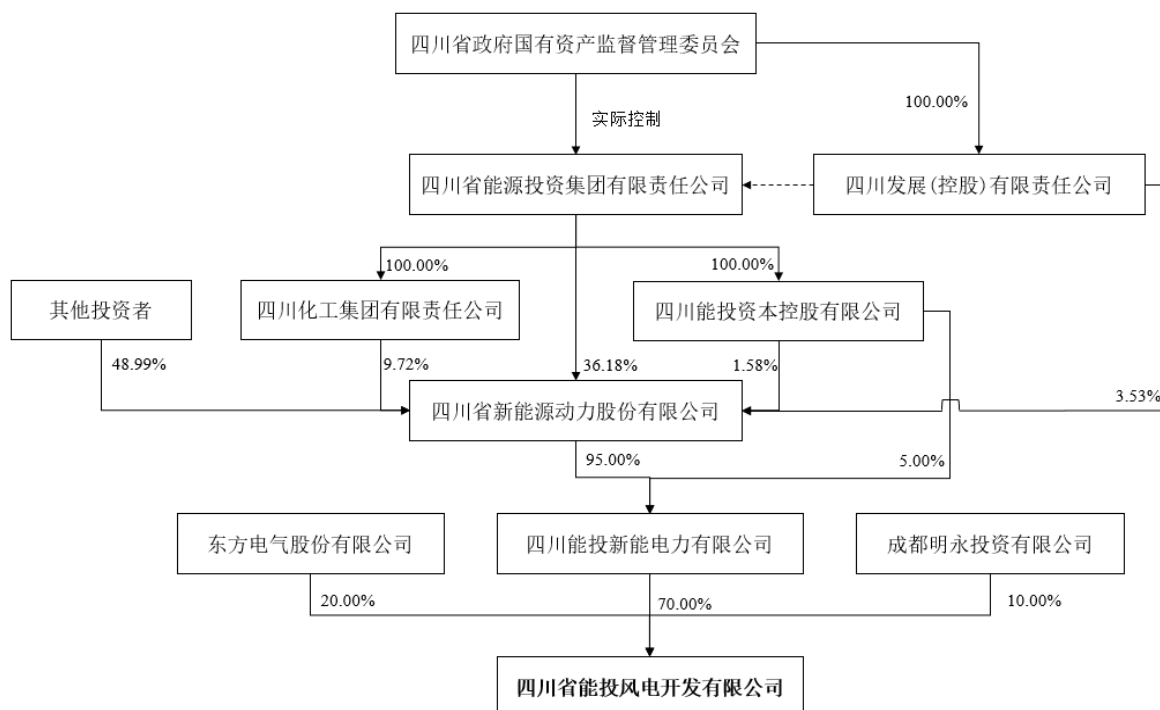 四川省政府国有资产监督管理委员会
实际控制
100.00%
四川省能源投资集团有限责任公司
四川发展(控股)有限责任公司
100.00%
100.00%
其他投资者
四川化工集团有限责任公司
四川能投资本控股有限公司
48.99%
9.72%
36.18%
1.58%
3.53%
四川省新能源动力股份有限公司
95.00%
5.00%
东方电气股份有限公司
四川能投新能电力有限公司
成都明永投资有限公司
20.00%
70.00%
10.00%
四川省能投风电开发有限公司